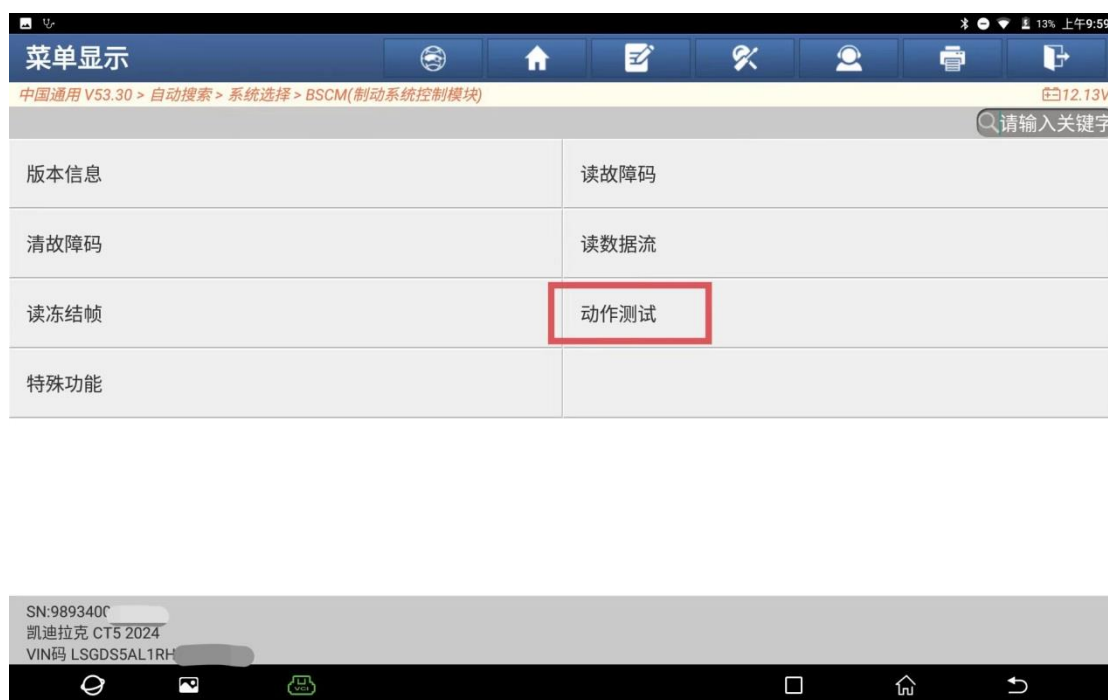 13% 上午9:59
菜单显示
中国通用 V53.30 > 自动搜索 > 系统选择 > BSCM(制动系统控制模块)
12.13V
请输入关键字
版本信息
读故障码
清故障码
读数据流
读冻结帧
动作测试
特殊功能
SN:9893400
凯迪拉克 CT5 2024
VIN码 LSGDS5AL1RH
VCI